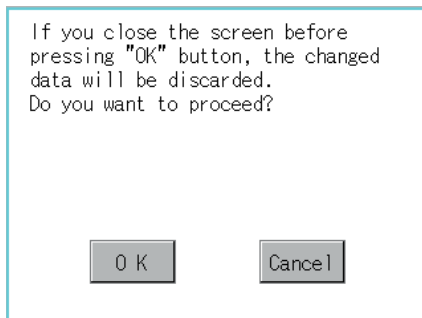 If you close the screen before
pressing "OK" button, the changed
data will be discarded.
Do you want to proceed?
O K
Cancel